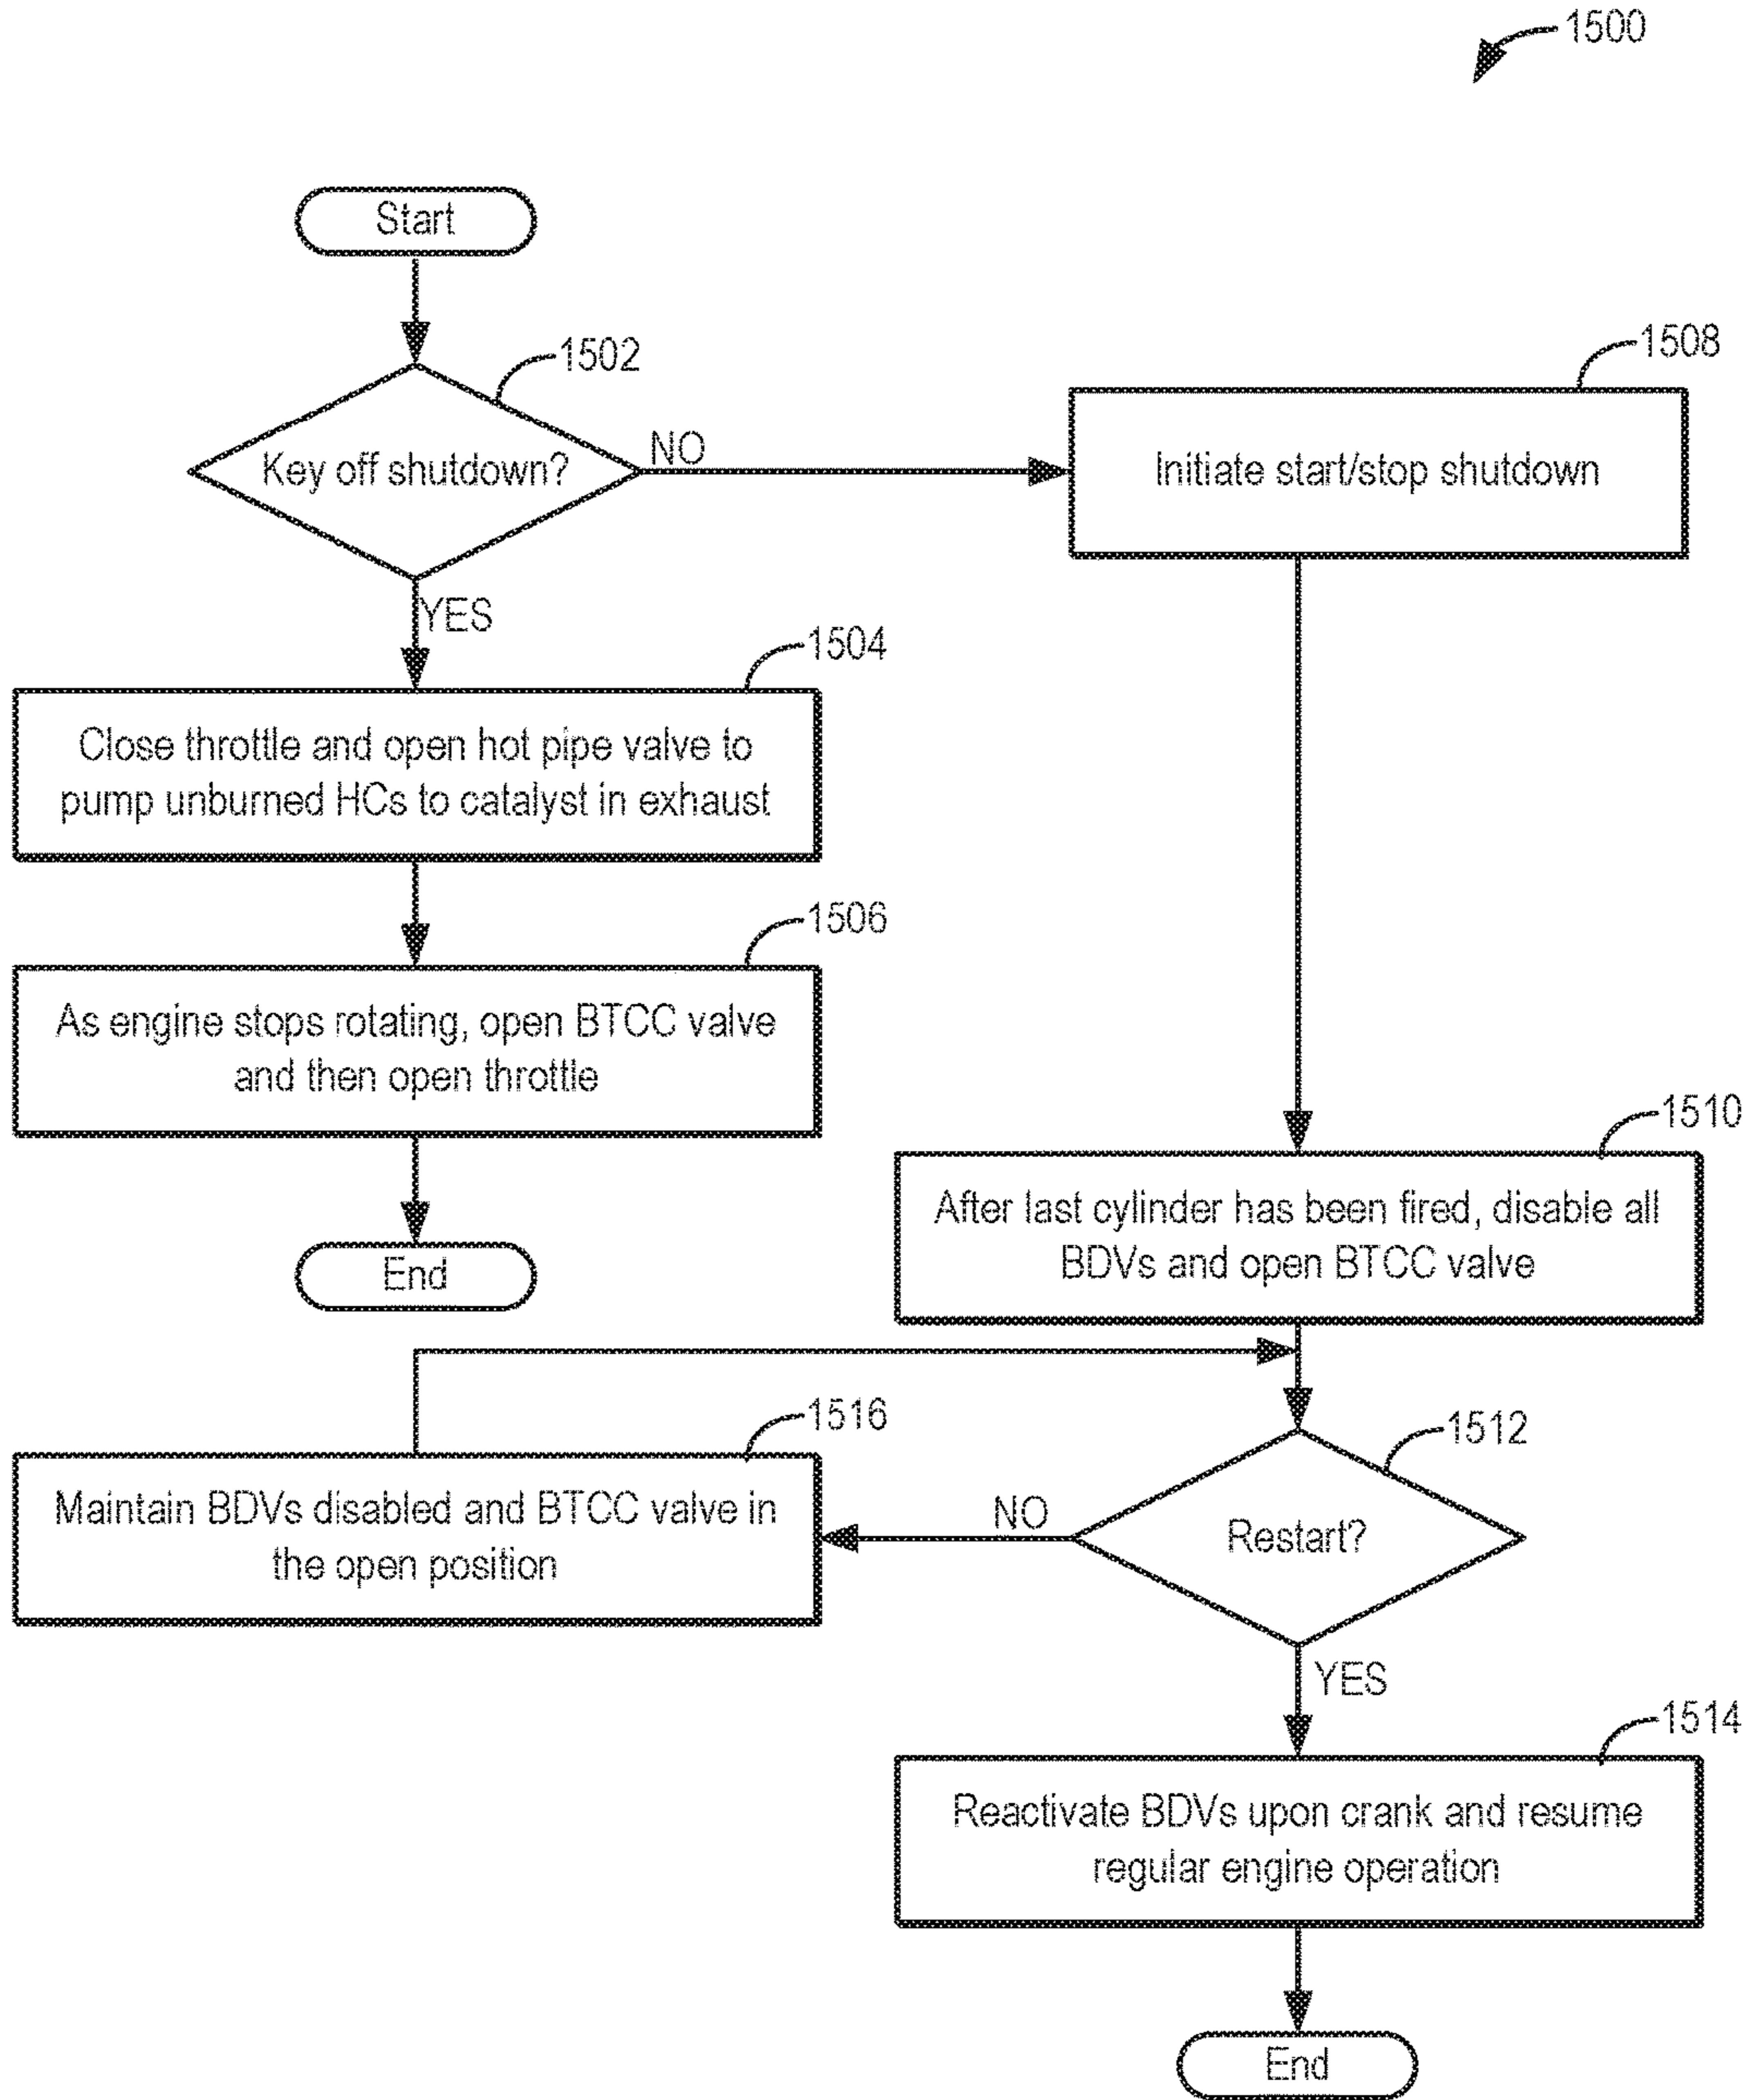 1500
Start
1502
Key off shutdown?
NO
1508
Initiate start/stop shutdown
YES
1504
Close throttle and open hot pipe valve to
pump unburned HCs to catalyst in exhaust
1506
As engine stops rotating, open BTCC valve
and then open throttle
End
1510
After last cylinder has been fired, disable all
BDVs and open BTCC valve
1512
Restart?
NO
1516
Maintain BDVs disabled and BTCC valve in
the open position
YES
1514
Reactivate BDVs upon crank and resume
regular engine operation
End